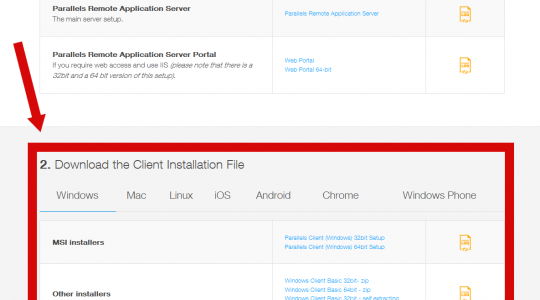 Parallels Remote Application Server
The main server setup.
Parallels Remote Application Server
Parallels Remote Application Server Portal
If you require web access and use IIS (please note that there is a
32bit and a 64 bit version of this setup).
Web Portal
Web Portal 64-bit
2. Download the Client Installation File
Windows Mac Linux iOS Android Chrome Windows Phone
MSI installers
Parallels Client (Windows) 32bit Setup
Parallels Client (Windows) 64bit Setup
Other installers
Windows Client Basic 32bit- zip
Windows Client Basic 64bit - zip
Windows Client Basic 32bit - self extracting